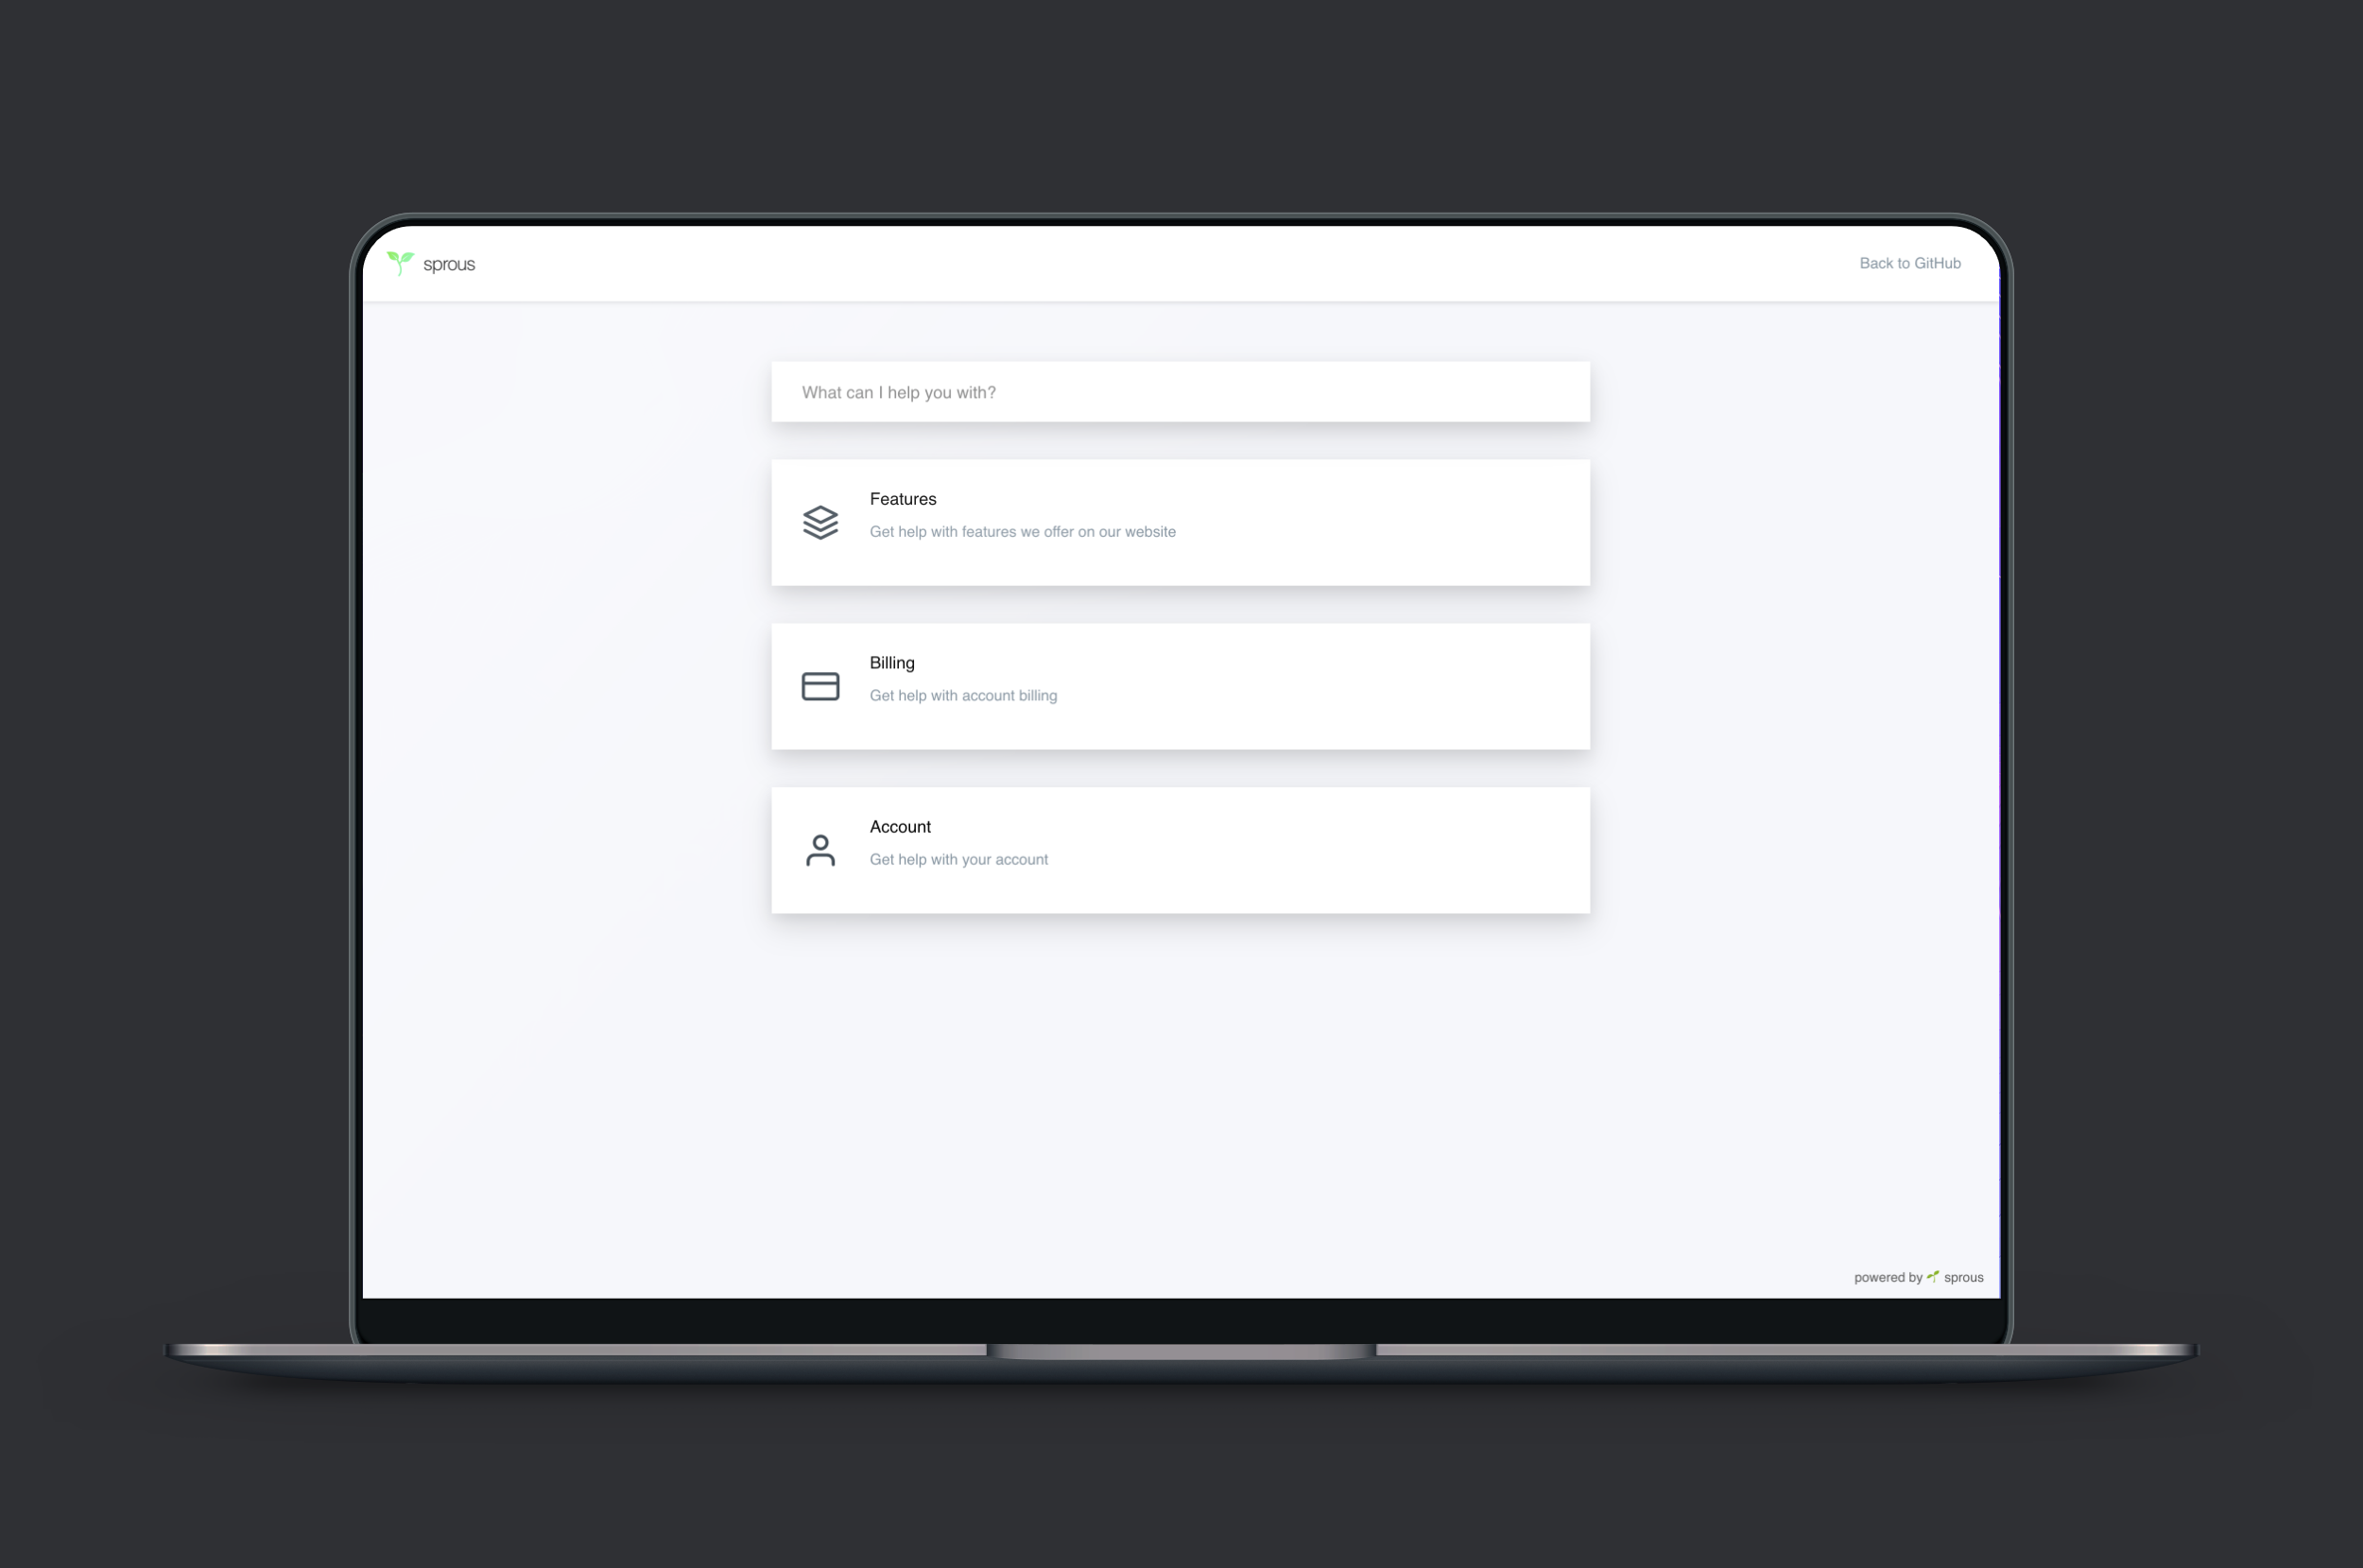 sprous
Back to GitHub
What can I help you with?
Features
Get help with features we offer on our website
Billing
Get help with account billing
Account
Get help with your account
powered by sprous